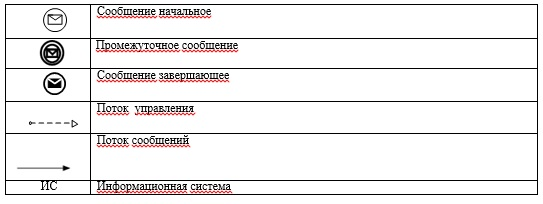 Сообщение начальное
Промежуточное сообщение
Сообщение завершающее
Поток управления
Поток сообщений
ИС Информационная система